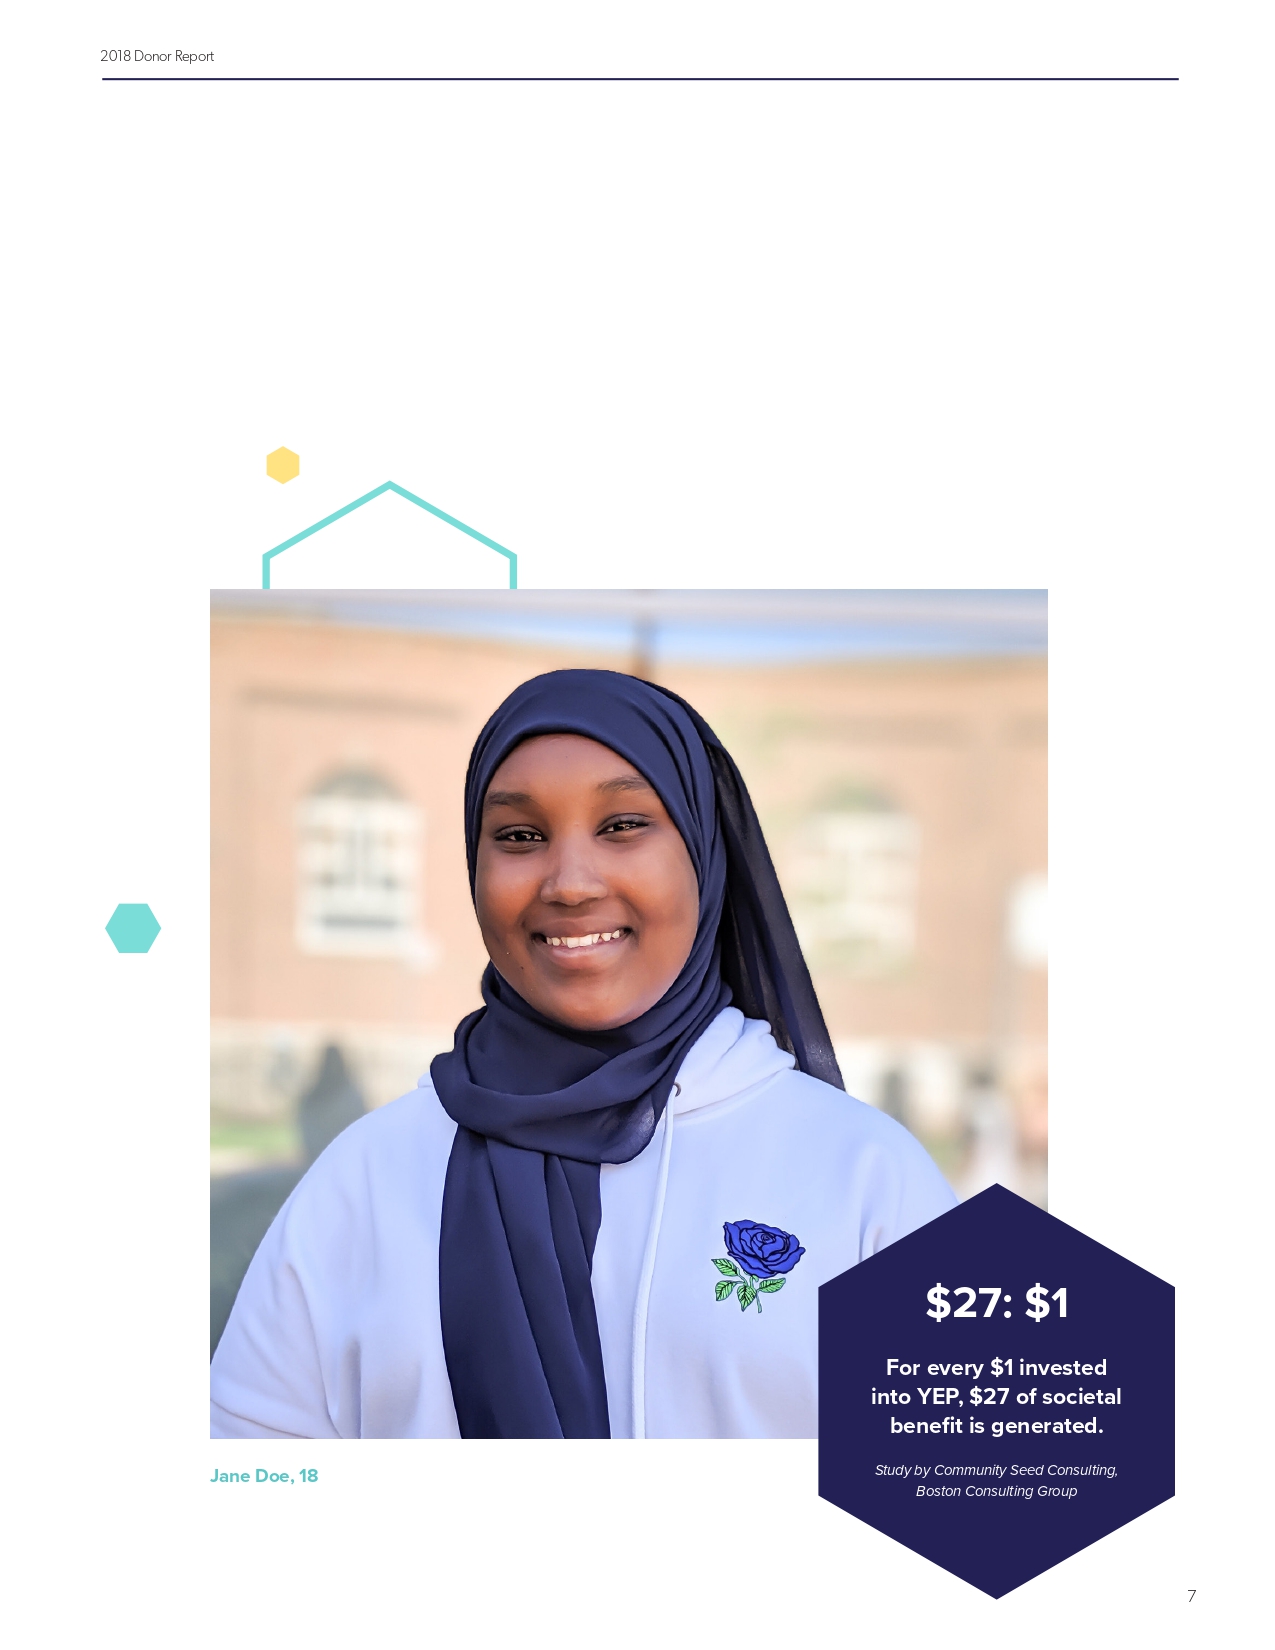 2018 Donor Report
$27: $1
For every $1 invested
into YEP, $27 of societal
benefit is generated.
Study by Community Seed Consulting,
Boston Consulting Group
Jane Doe, 18
7